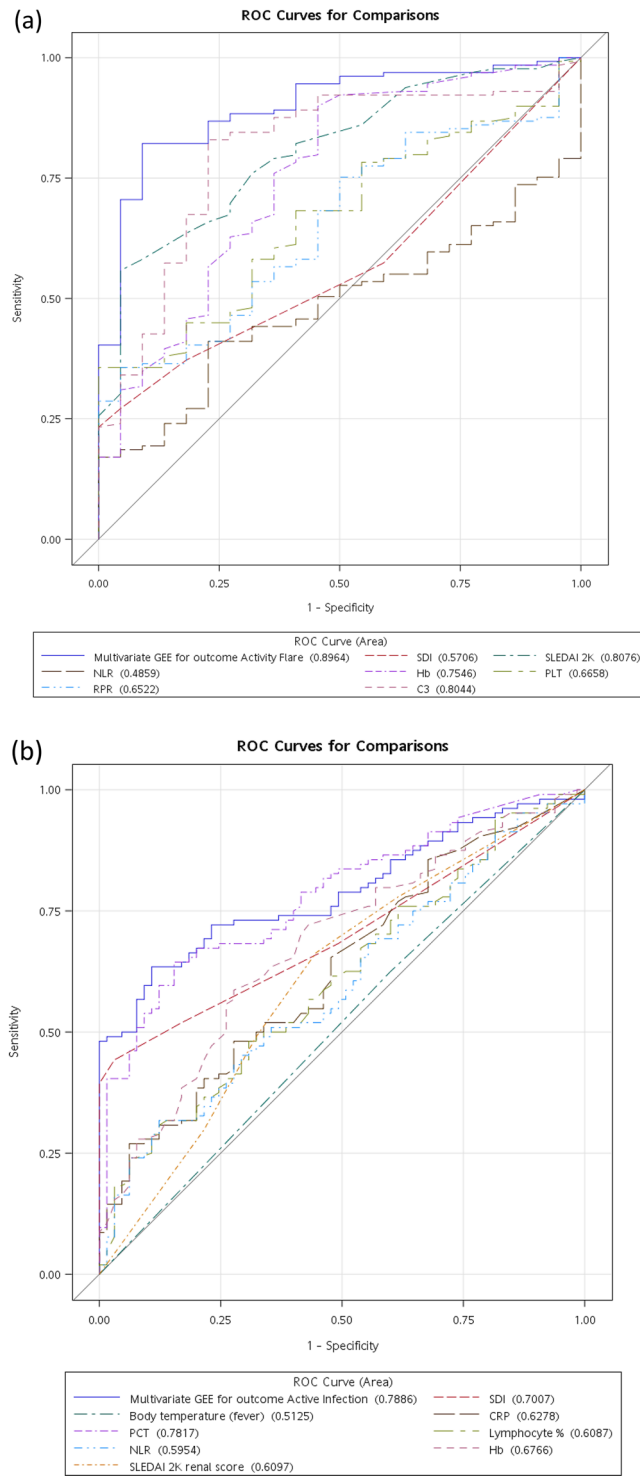 (a)
ROC Curves for Comparisons
1.00
0.75
0.50
0.25
0.00
Sensitivity
0.00 0.25 0.50 0.75 1.00
1 - Specificity
ROC Curve (Area)
Multivariate GEE for outcome Activity Flare (0.8964) SDI (0.5706) SLEDAI 2K (0.8076)
NLR (0.4859) Hb (0.7546) PLT (0.6658)
RPR (0.6522) C3 (0.8044)
(b)
ROC Curves for Comparisons
1.00
0.75
0.50
0.25
0.00
Sensitivity
0.00 0.25 0.50 0.75 1.00
1 - Specificity
ROC Curve (Area)
Multivariate GEE for outcome Active Infection (0.7886) SDI (0.7007)
Body temperature (fever) (0.5125) CRP (0.6278)
PCT (0.7817) Lymphocyte % (0.6087)
NLR (0.5954) Hb (0.6766)
SLEDAI 2K renal score (0.6097)